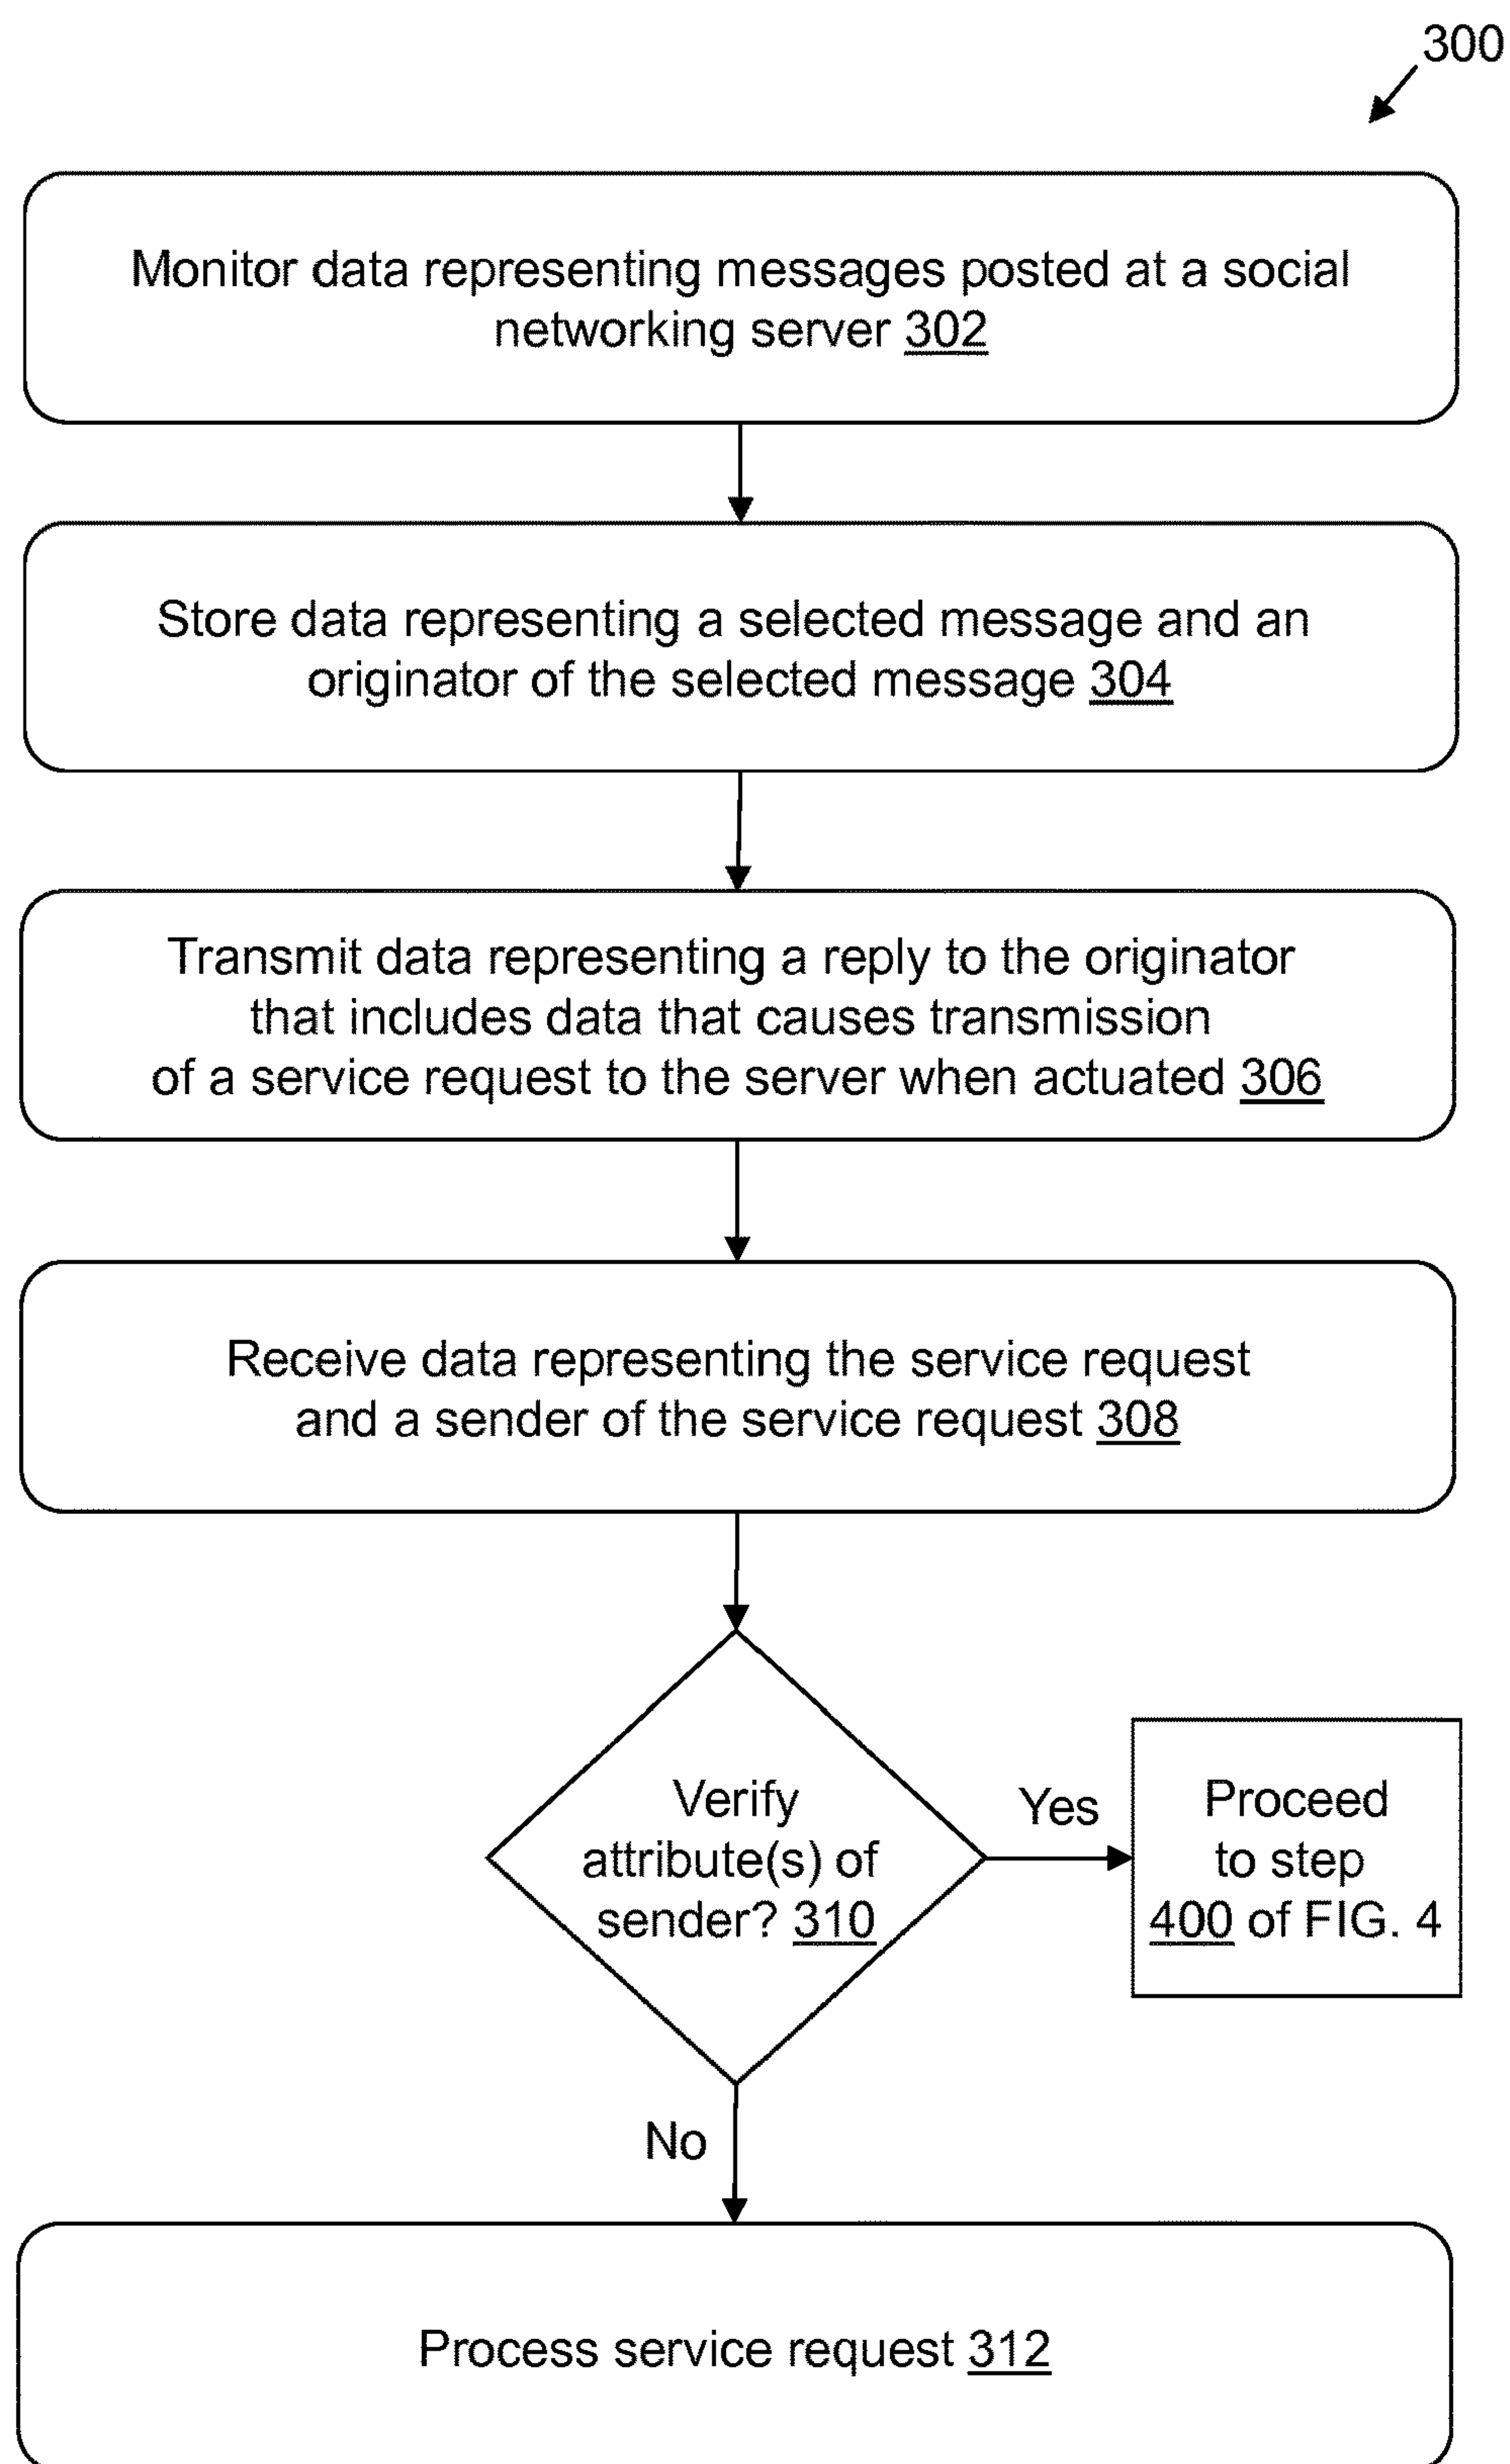 300
Monitor data representing messages posted at a social
networking server 302
Store data representing a selected message and an
originator of the selected message 304
Transmit data representing a reply to the originator
that includes data that causes transmission
of a service request to the server when actuated 306
Receive data representing the service request
and a sender of the service request 308
Verify
attribute(s) of
sender? 310
Yes
Proceed
to step
400 of FIG. 4
No
Process service request 312